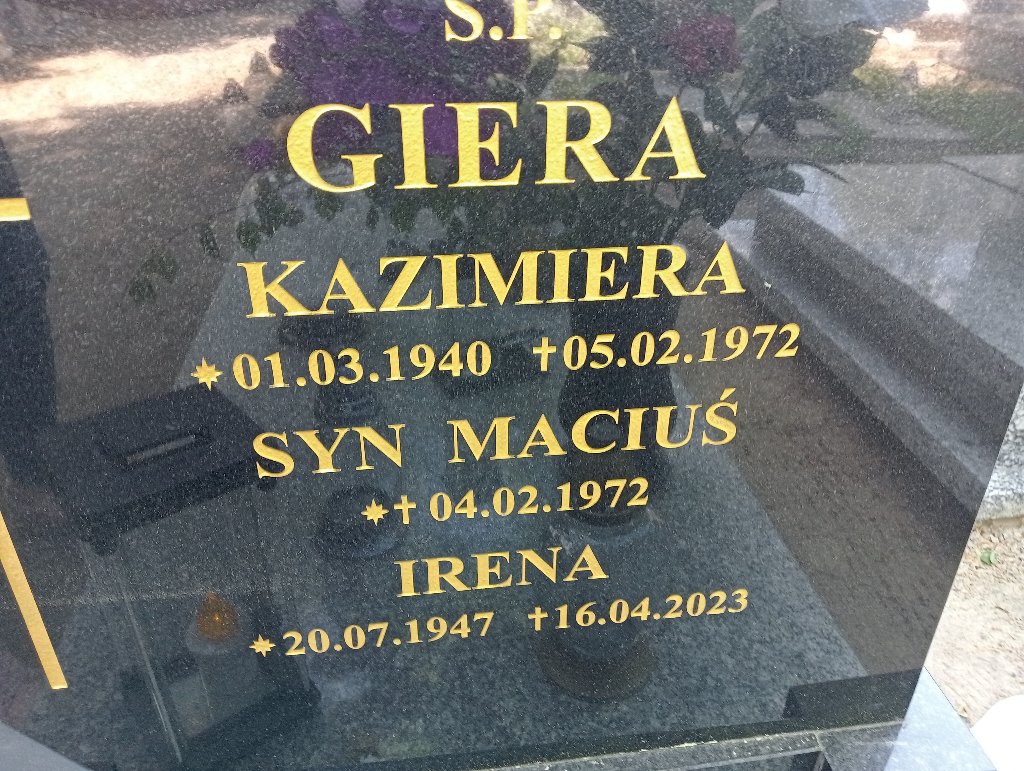 S.P.
GIERA
KAZIMIERA
*01.03.1940 †05.02.1972
SYN MACIUŚ
*† 04.02.1972
IRENA
*20.07.1947 †16.04.2023